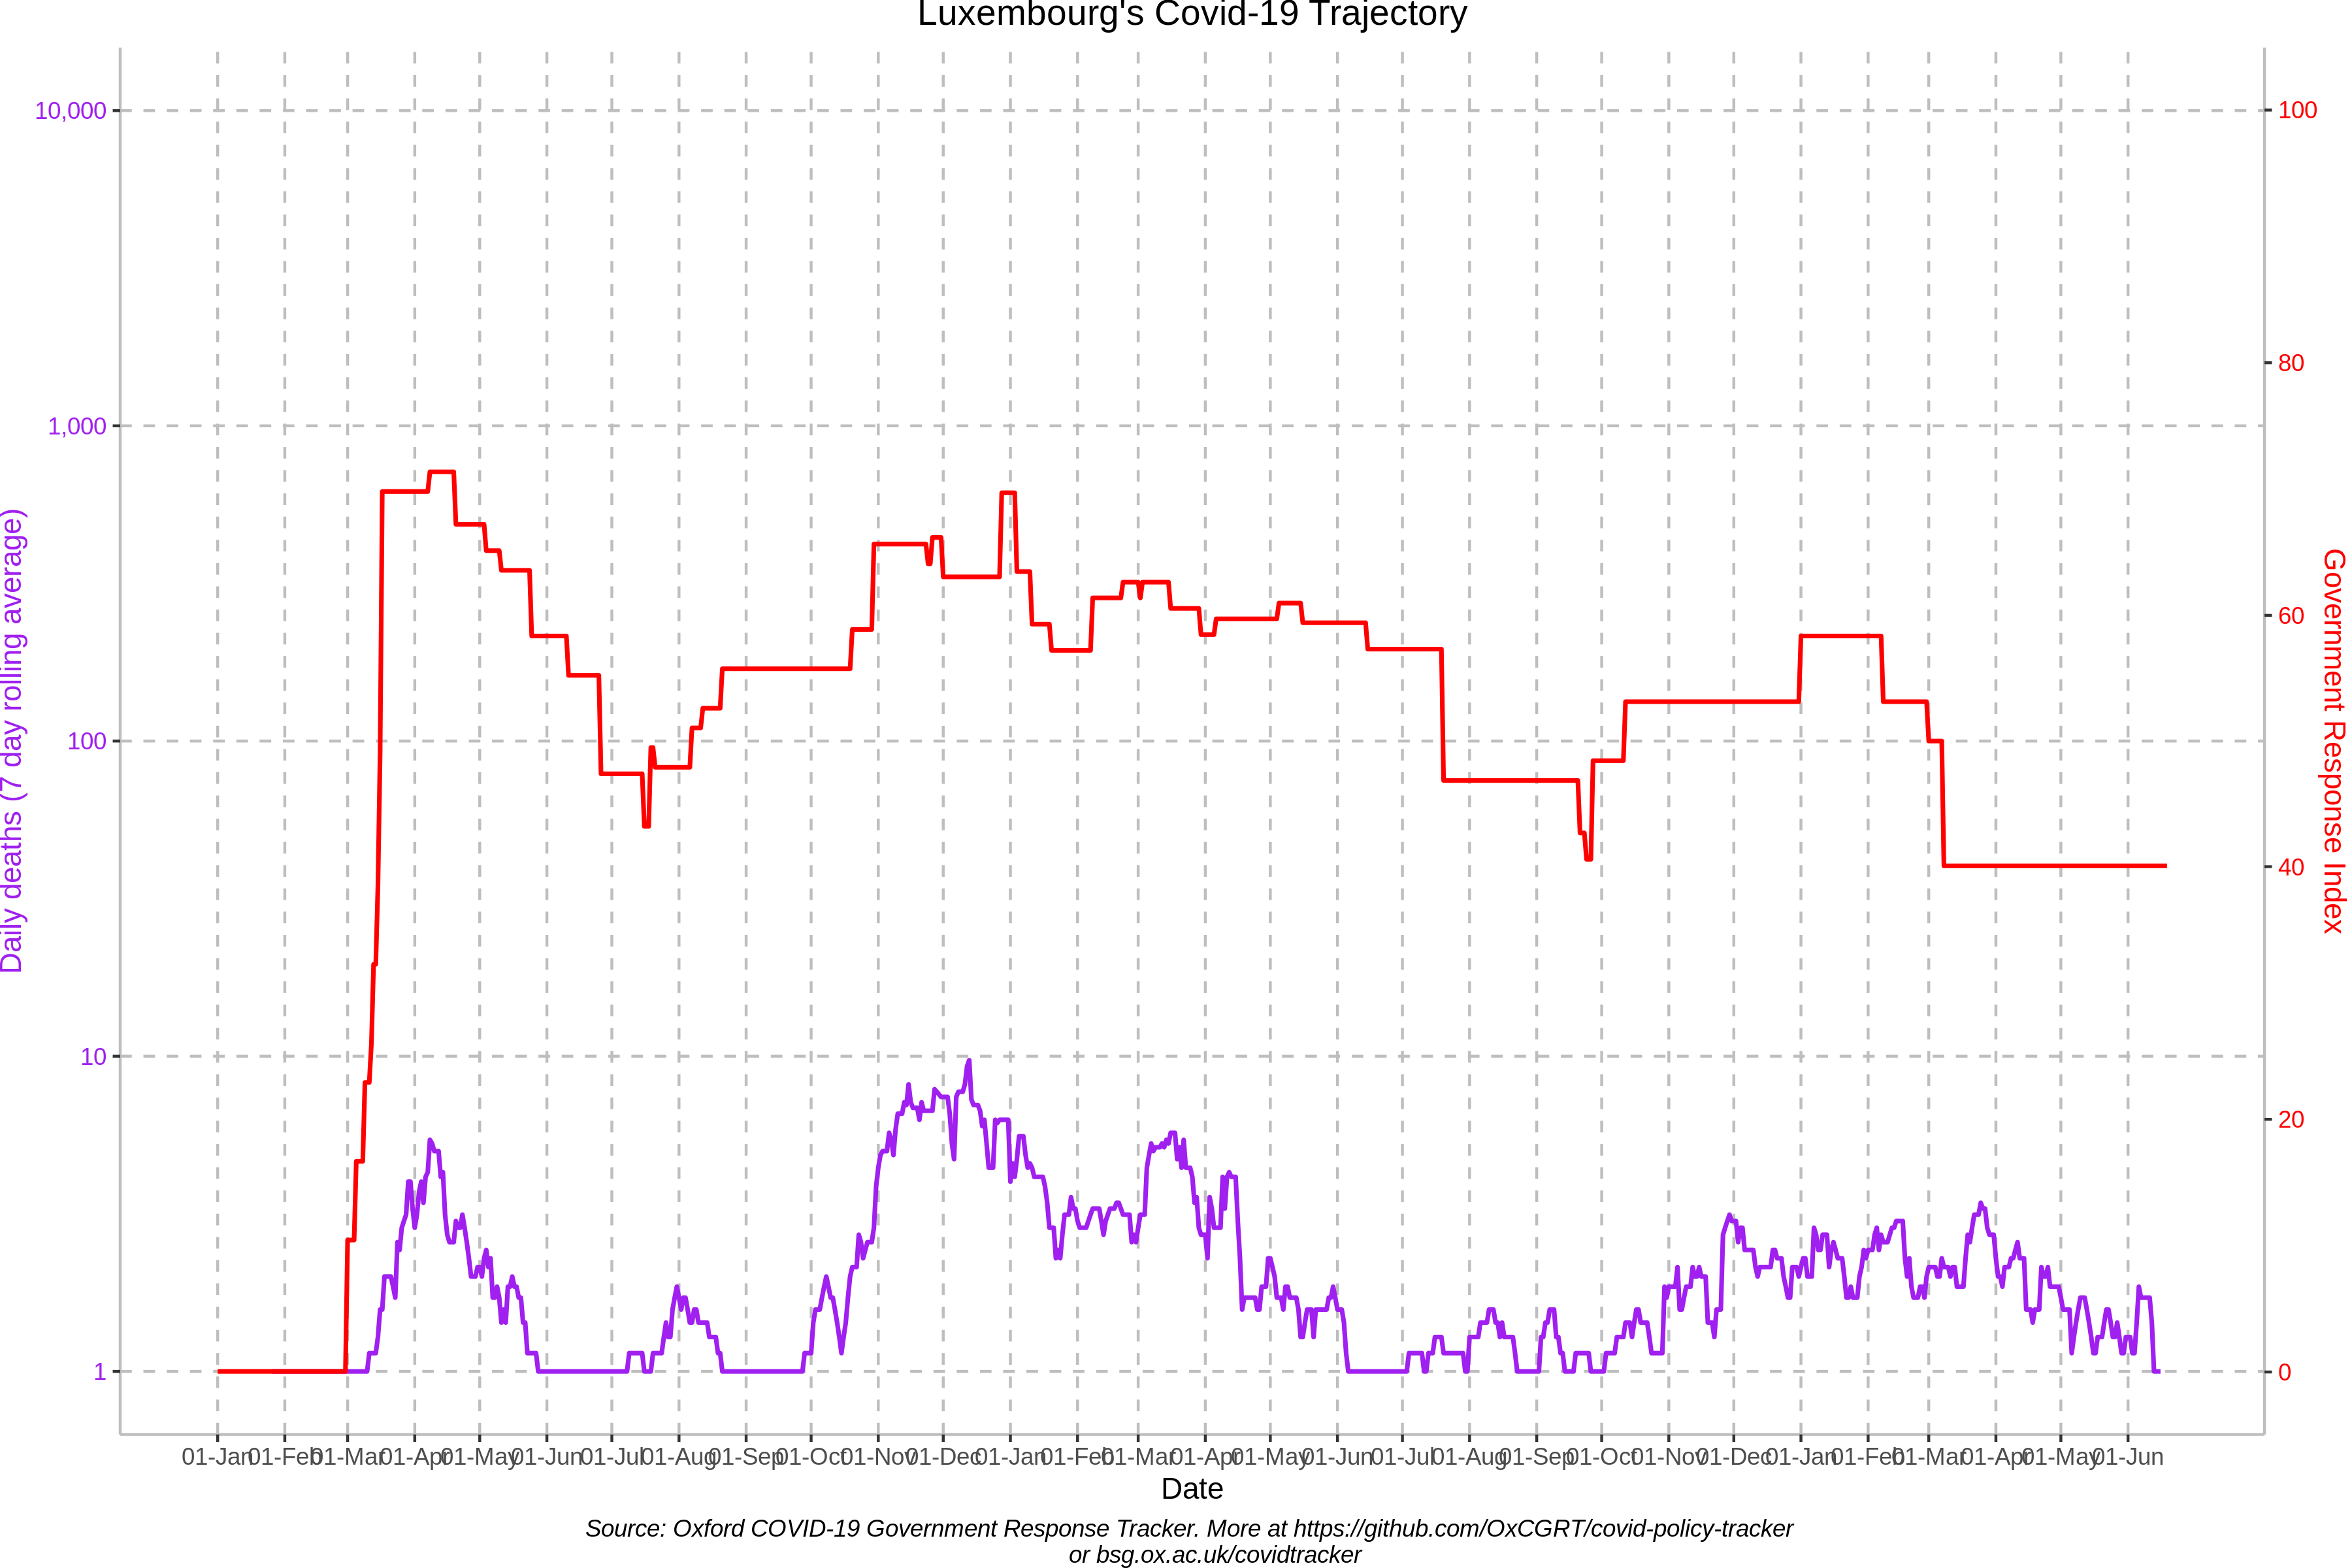 Luxembourg's Covid-19 Trajectory
10,000
1,000
100
10
1
Daily deaths (7 day rolling average)
100
80
60
40
20
0
Government Response Index
01-Jan 01-Feb 01-Mar 01-Apr 01-May 01-Jun 01-Jul 01-Aug 01-Sep 01-Oct 01-Nov 01-Dec 01-Jan 01-Feb 01-Mar 01-Apr 01-May 01-Jun 01-Jul 01-Aug 01-Sep 01-Oct 01-Nov 01-Dec 01-Jan 01-Feb 01-Mar 01-Apr 01-May 01-Jun
Date
Source: Oxford COVID-19 Government Response Tracker. More at https://github.com/OxCGRT/covid-policy-tracker
or bsg.ox.ac.uk/covidtracker